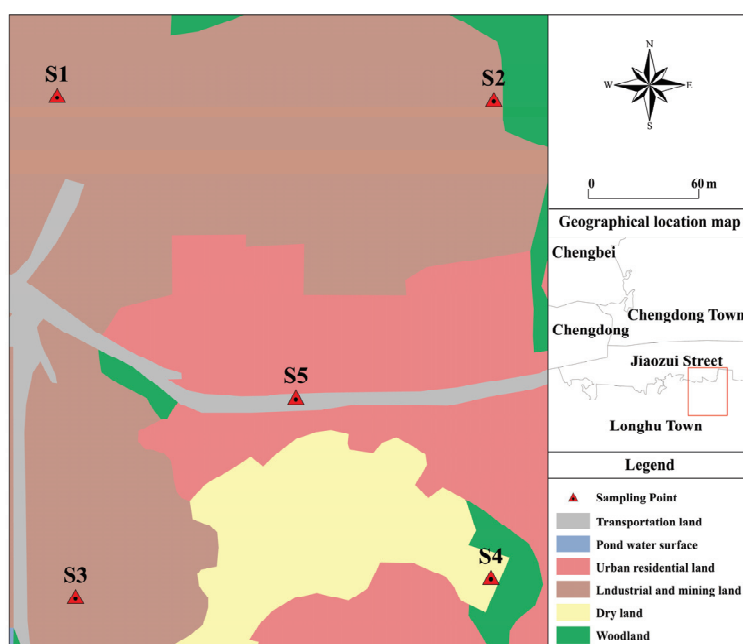 S1
S2
S5
S3
S4
N
W
E
S
0
60 m
Geographical location map
Chengbei
Chengdong Town
Chengdong
Jiaozui Street
Longhu Town
Legend
Sampling Point
Transportation land
Pond water surface
Urban residential land
Lndustrial and mining land
Dry land
Woodland